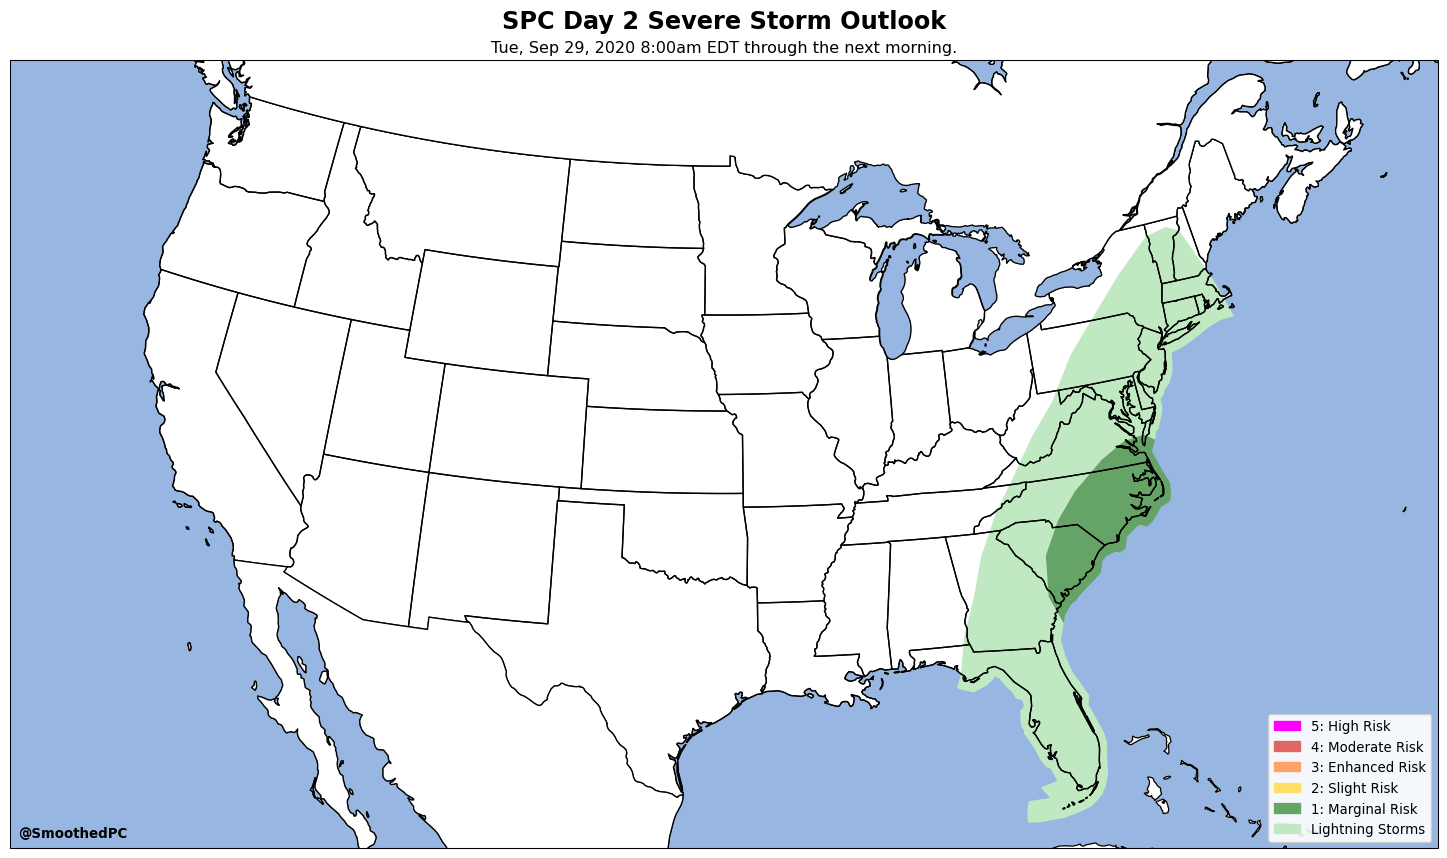 SPC Day 2 Severe Storm Outlook
Tue, Sep 29, 2020 8:00am EDT through the next morning.
5: High Risk
4: Moderate Risk
3: Enhanced Risk
2: Slight Risk
1: Marginal Risk
Lightning Storms
@SmoothedPC